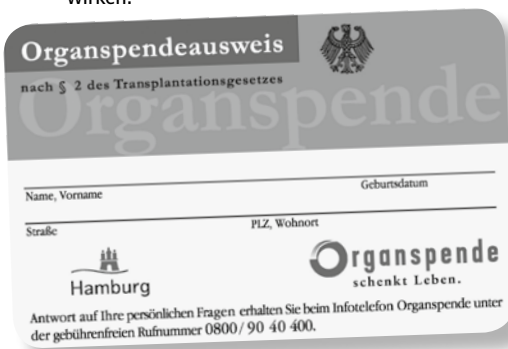 wirken.
Organspendeausweis
nach § 2 des Transplantationsgesetzes
Organspende
Name, Vorname
Geburtsdatum
Straße
PLZ, Wohnort
Hamburg
Organspende
schenkt Leben.
Antwort auf Ihre persönlichen Fragen erhalten Sie beim Infotelefon Organspende unter
der gebührenfreien Rufnummer 0800/ 90 40 400.